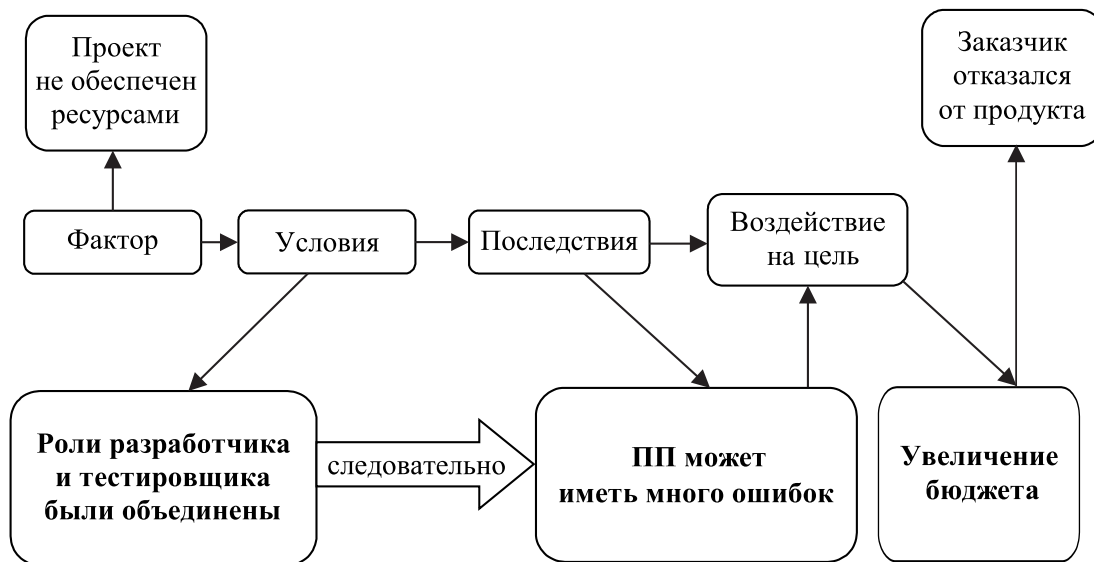 Проект
не обеспечен
ресурсами
Заказчик
отказался
от продукта
Фактор
Условия
Последствия
Воздействие
на цель
Роли разработчика
и тестировщика
были объединены
следовательно
ПП может
иметь много ошибок
Увеличение
бюджета